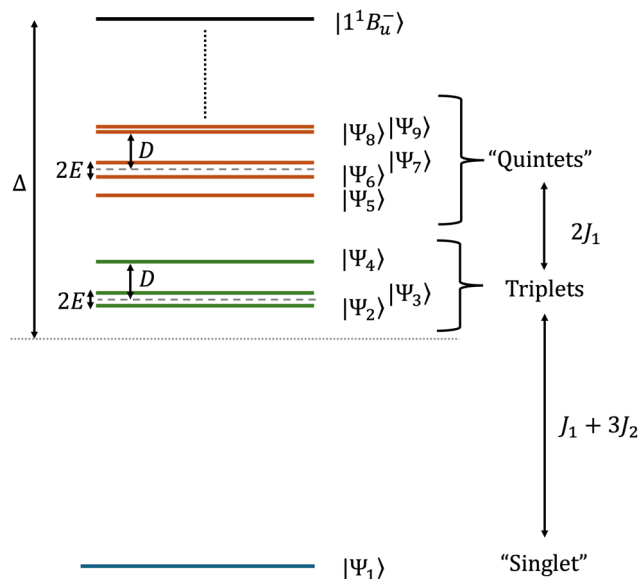 |1¹B_u⁻⟩
|Ψ₈⟩ |Ψ₉⟩
D
2E
|Ψ₆⟩ |Ψ₇⟩
|Ψ₅⟩
“Quintets”
Δ
2J₁
|Ψ₄⟩
D
2E
|Ψ₂⟩ |Ψ₃⟩
Triplets
J₁ + 3J₂
|Ψ₁⟩
“Singlet”